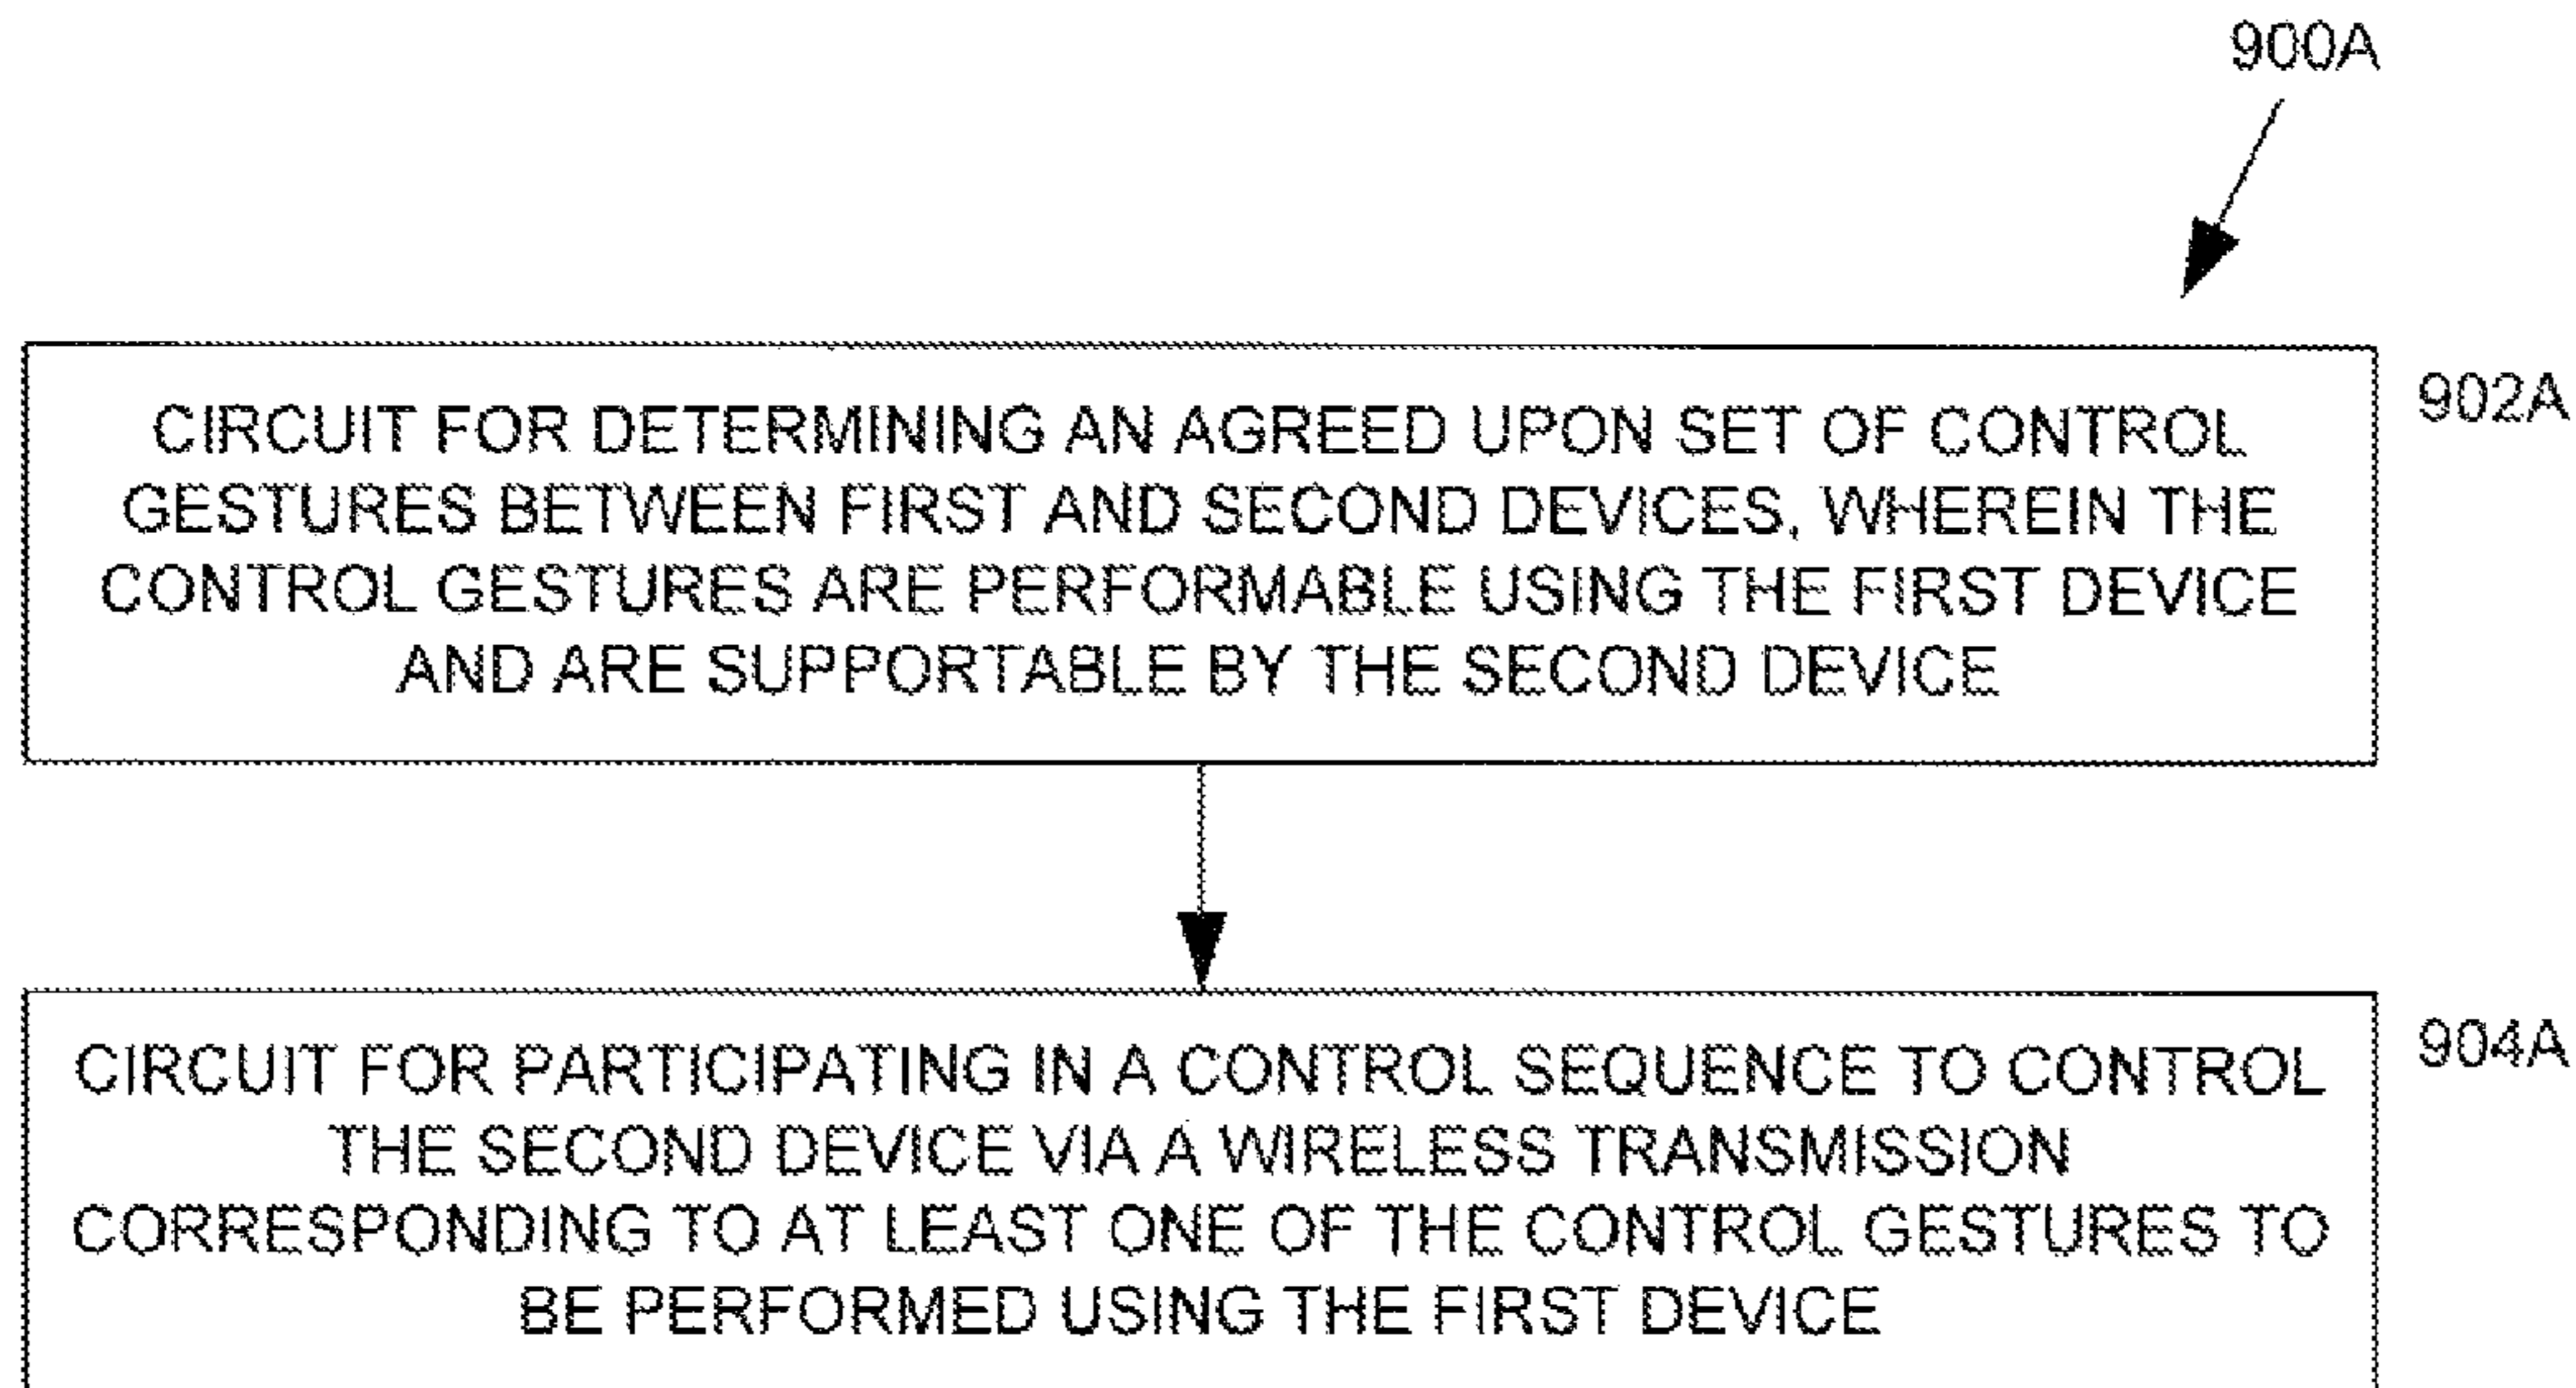 900A
902A
CIRCUIT FOR DETERMINING AN AGREED UPON SET OF CONTROL
GESTURES BETWEEN FIRST AND SECOND DEVICES, WHEREIN THE
CONTROL GESTURES ARE PERFORMABLE USING THE FIRST DEVICE
AND ARE SUPPORTABLE BY THE SECOND DEVICE
904A
CIRCUIT FOR PARTICIPATING IN A CONTROL SEQUENCE TO CONTROL
THE SECOND DEVICE VIA A WIRELESS TRANSMISSION
CORRESPONDING TO AT LEAST ONE OF THE CONTROL GESTURES TO
BE PERFORMED USING THE FIRST DEVICE